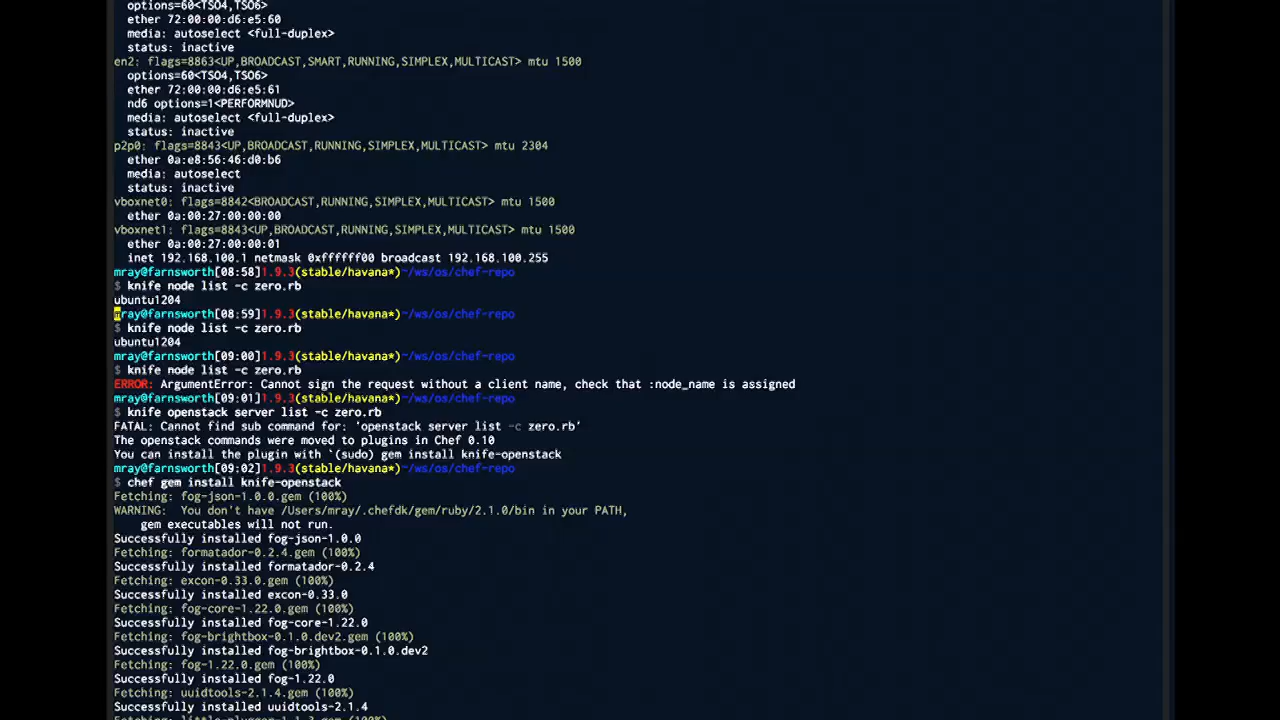 options=60<TSO4,TSO6>
ether 72:00:00:d6:e5:60
media: autoselect <full-duplex>
status: inactive
en2: flags=8863<UP,BROADCAST,SMART,RUNNING,SIMPLEX,MULTICAST> mtu 1500
options=60<TSO4,TSO6>
ether 72:00:00:d6:e5:61
nd6 options=1<PERFORMNUD>
media: autoselect <full-duplex>
status: inactive
p2p0: flags=8843<UP,BROADCAST,RUNNING,SIMPLEX,MULTICAST> mtu 2304
ether 0a:e8:56:46:d0:b6
media: autoselect
status: inactive
vboxnet0: flags=8842<BROADCAST,RUNNING,SIMPLEX,MULTICAST> mtu 1500
ether 0a:00:27:00:00:00
vboxnet1: flags=8843<UP,BROADCAST,RUNNING,SIMPLEX,MULTICAST> mtu 1500
ether 0a:00:27:00:00:01
inet 192.168.100.1 netmask 0xffffff00 broadcast 192.168.100.255
mray@farnsworth[08:58]1.9.3(stable/havana*)~/ws/os/chef-repo
$ knife node list -c zero.rb
ubuntu1204
mray@farnsworth[08:59]1.9.3(stable/havana*)~/ws/os/chef-repo
$ knife node list -c zero.rb
ubuntu1204
mray@farnsworth[09:00]1.9.3(stable/havana*)~/ws/os/chef-repo
$ knife node list -c zero.rb
ERROR: ArgumentError: Cannot sign the request without a client name, check that :node_name is assigned
mray@farnsworth[09:01]1.9.3(stable/havana*)~/ws/os/chef-repo
$ knife openstack server list -c zero.rb
FATAL: Cannot find sub command for: 'openstack server list -c zero.rb'
The openstack commands were moved to plugins in Chef 0.10
You can install the plugin with `(sudo) gem install knife-openstack
mray@farnsworth[09:02]1.9.3(stable/havana*)~/ws/os/chef-repo
$ chef gem install knife-openstack
Fetching: fog-json-1.0.0.gem (100%)
WARNING:  You don't have /Users/mray/.chefdk/gem/ruby/2.1.0/bin in your PATH,
gem executables will not run.
Successfully installed fog-json-1.0.0
Fetching: formatador-0.2.4.gem (100%)
Successfully installed formatador-0.2.4
Fetching: excon-0.33.0.gem (100%)
Successfully installed excon-0.33.0
Fetching: fog-core-1.22.0.gem (100%)
Successfully installed fog-core-1.22.0
Fetching: fog-brightbox-0.1.0.dev2.gem (100%)
Successfully installed fog-brightbox-0.1.0.dev2
Fetching: fog-1.22.0.gem (100%)
Successfully installed fog-1.22.0
Fetching: uuidtools-2.1.4.gem (100%)
Successfully installed uuidtools-2.1.4
Fetching: little-plugger-1.1.3.gem (100%)